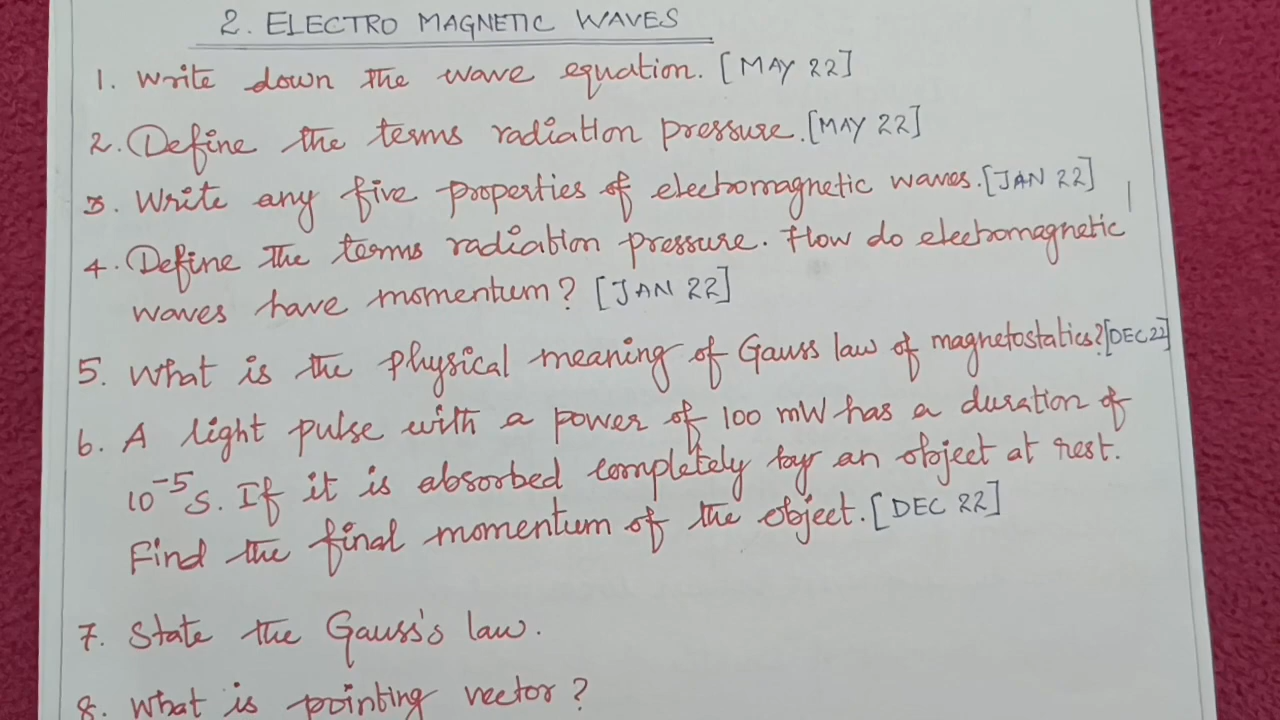 2. ELECTRO MAGNETIC WAVES
1. Write down the wave equation. [MAY 22]
2. Define the terms radiation pressure. [MAY 22]
3. Write any five properties of electromagnetic waves. [JAN 22]
4. Define the terms radiation pressure. How do electromagnetic
waves have momentum? [JAN 22]
5. What is the physical meaning of Gauss law of magnetostatics? [DEC 22]
6. A light pulse with a power of 100 mW has a duration of
10⁻⁵ s. If it is absorbed completely by an object at rest.
Find the final momentum of the object. [DEC 22]
7. State the Gauss's law.
8. What is pointing vector?